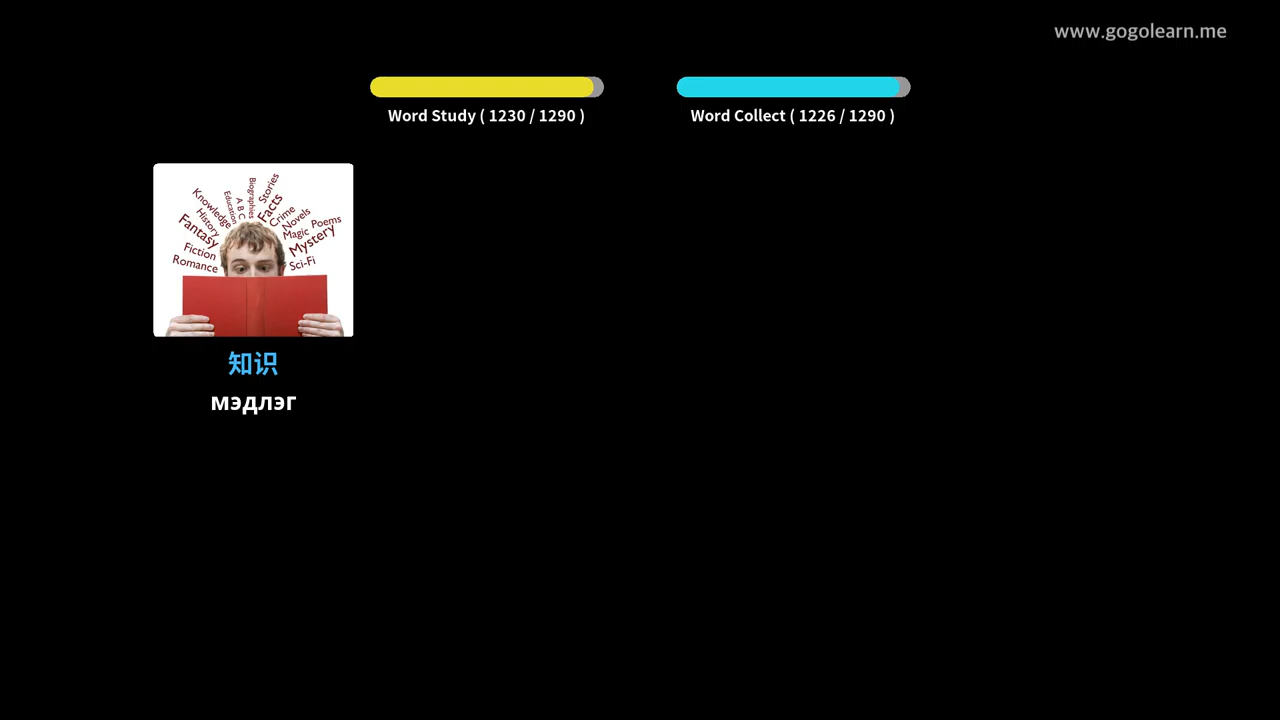 www.gogolearn.me
Word Study ( 1230 / 1290 )
Word Collect ( 1226 / 1290 )
Knowledge
History
Fantasy
Fiction
Romance
Education
A B C
Biographies
Stories
Facts
Crime
Novels
Magic
Poems
Mystery
Sci-Fi
知识
мэдлэг